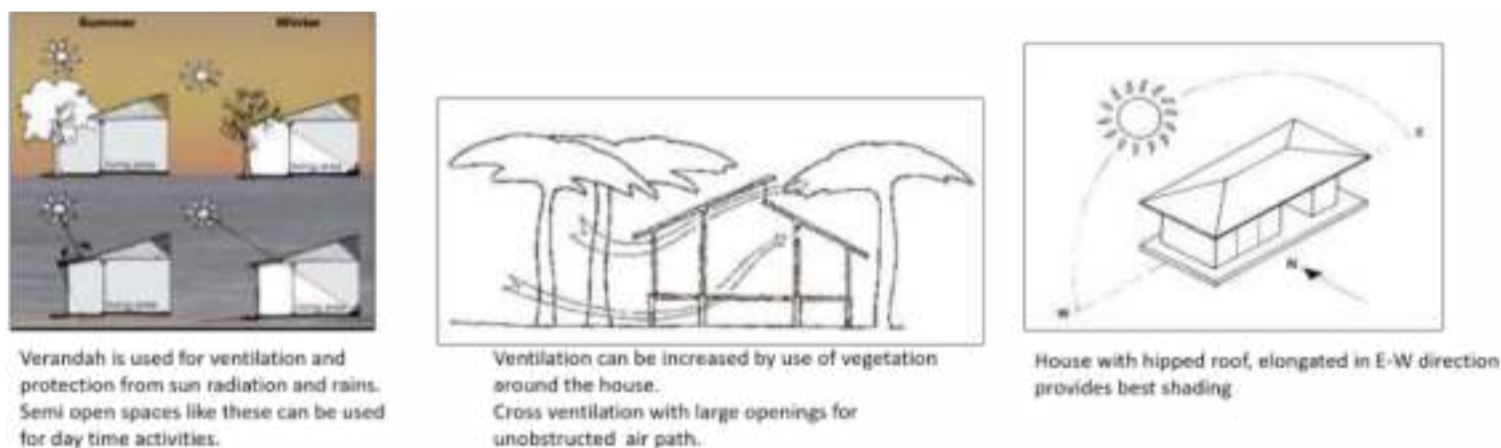 Summer
Winter
Verandah is used for ventilation and
protection from sun radiation and rains.
Semi open spaces like these can be used
for day time activities.
Ventilation can be increased by use of vegetation
around the house.
Cross ventilation with large openings for
unobstructed air path.
N
W
House with hipped roof, elongated in E-W direction
provides best shading